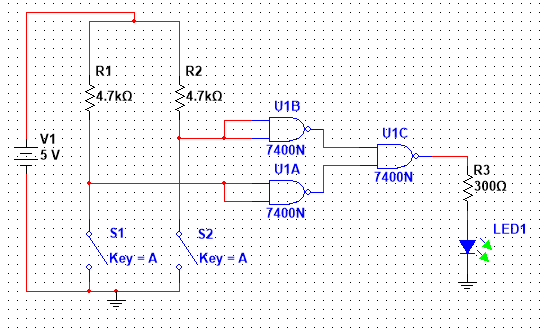 R1
4.7kΩ
R2
4.7kΩ
U1B
7400N
U1C
7400N
V1
5 V
U1A
7400N
R3
300Ω
S1
Key = A
S2
Key = A
LED1